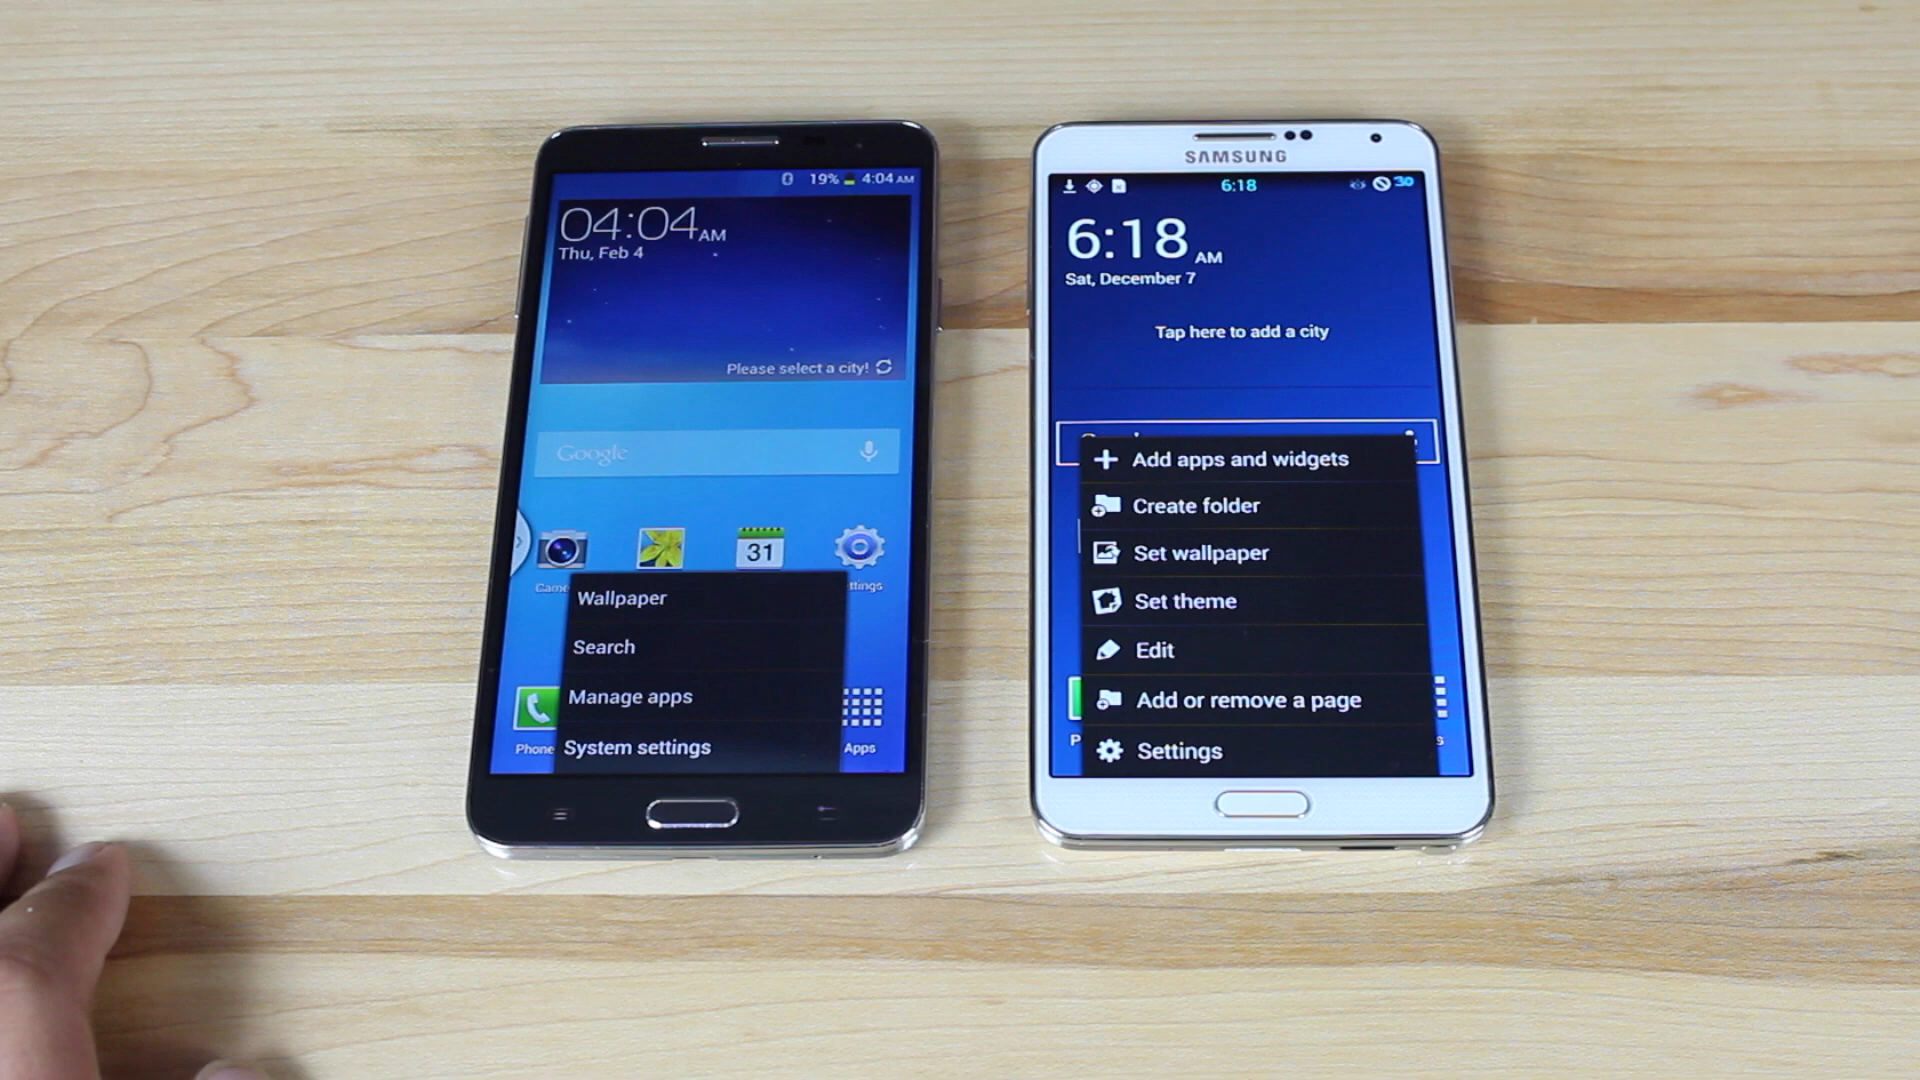 19% 4:04 AM
04:04 AM
Thu, Feb 4
Please select a city!
Google
31
Wallpaper
Search
Manage apps
System settings
Phone
Apps
SAMSUNG
6:18
30
6:18 AM
Sat, December 7
Tap here to add a city
Add apps and widgets
Create folder
Set wallpaper
Set theme
Edit
Add or remove a page
Settings